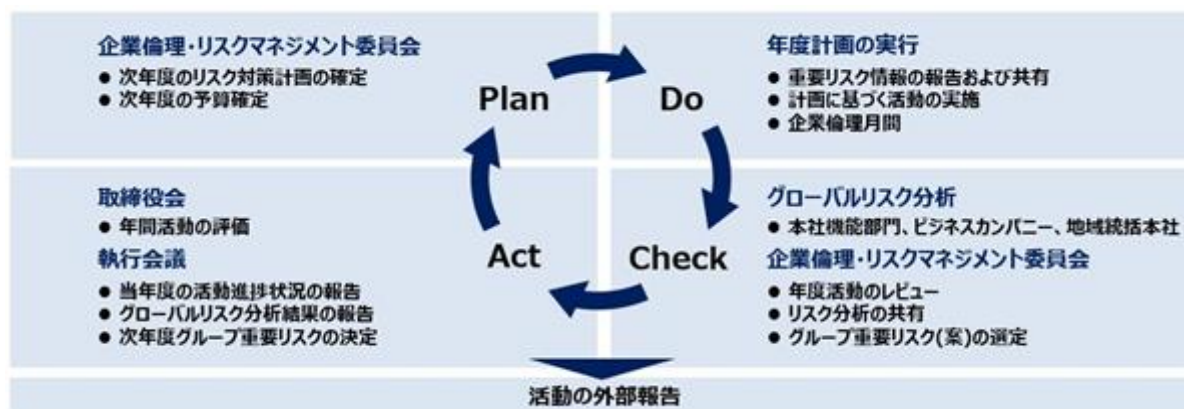 企業倫理・リスクマネジメント委員会
● 次年度のリスク対策計画の確定
● 次年度の予算確定
Plan
Do
年度計画の実行
● 重要リスク情報の報告および共有
● 計画に基づく活動の実施
● 企業倫理月間
取締役会
● 年間活動の評価
執行会議
● 当年度の活動進捗状況の報告
● グローバルリスク分析結果の報告
● 次年度グループ重要リスクの決定
Act
Check
グローバルリスク分析
● 本社機能部門、ビジネスカンパニー、地域統括本社
企業倫理・リスクマネジメント委員会
● 年度活動のレビュー
● リスク分析の共有
● グループ重要リスク(案)の選定
活動の外部報告